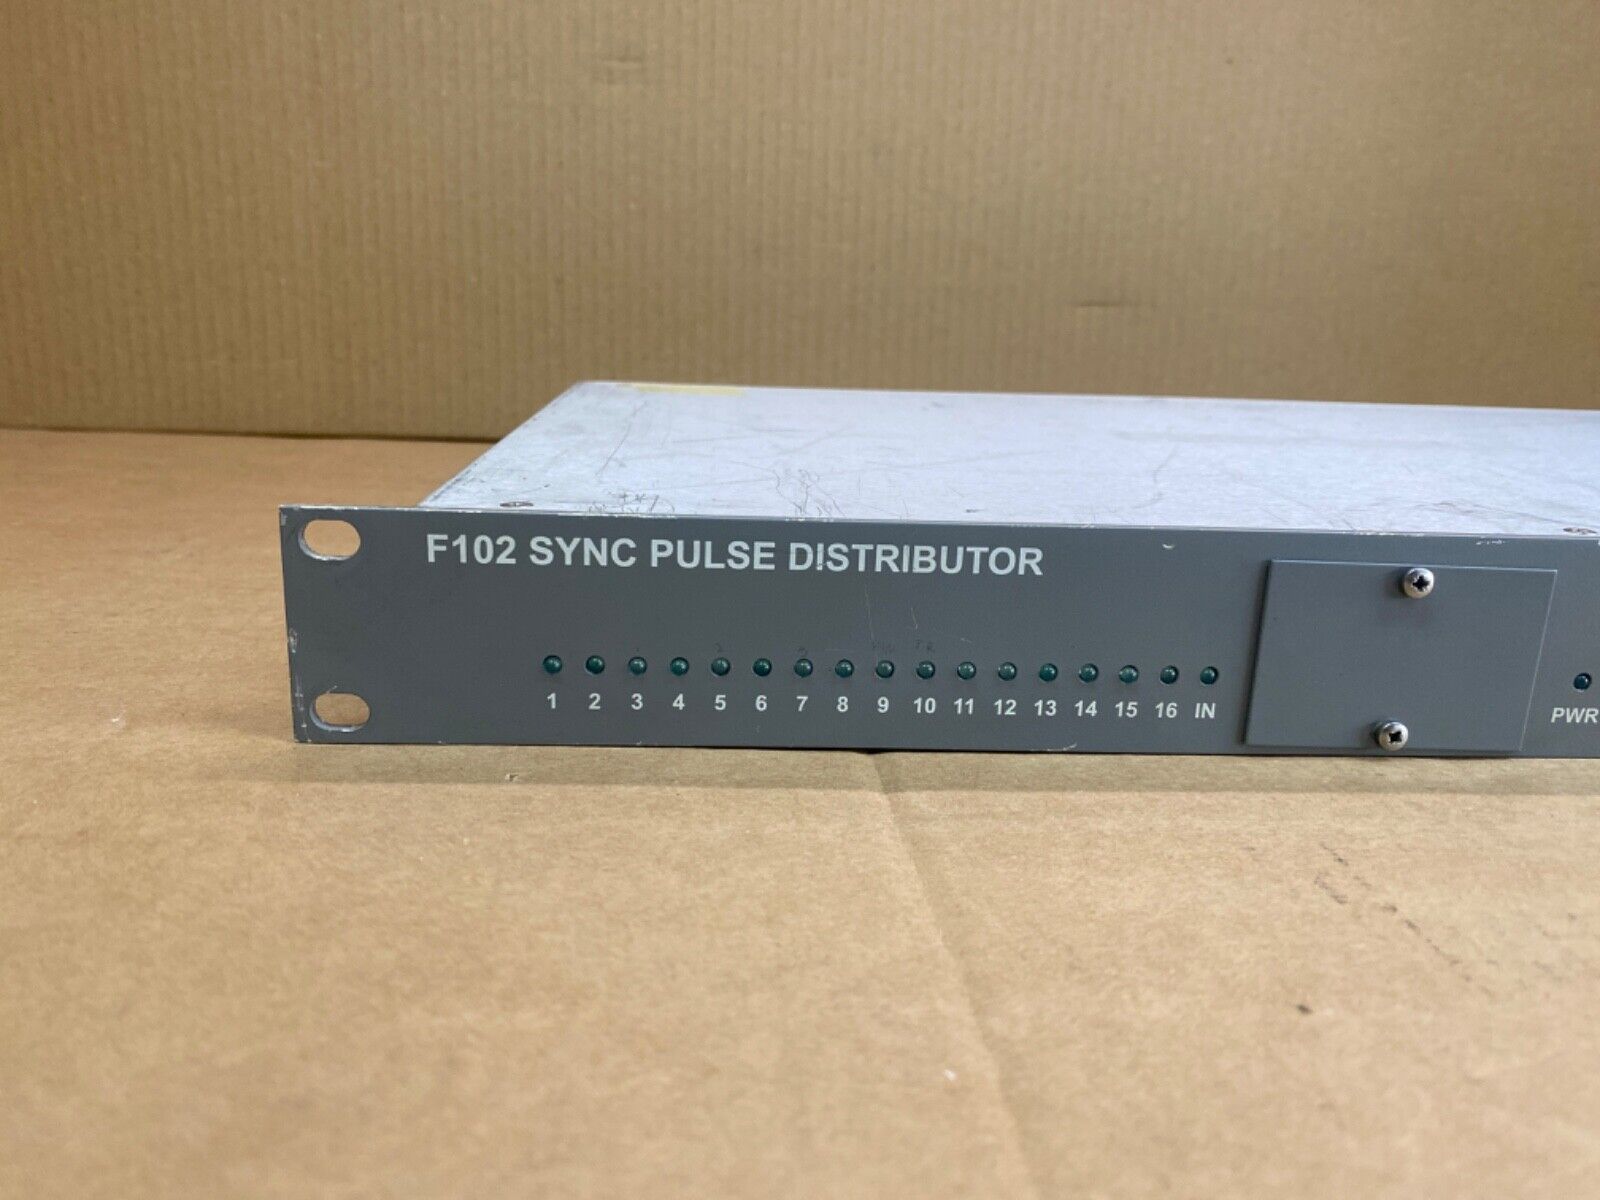 F102 SYNC PULSE DISTRIBUTOR
1 2 3 4 5 6 7 8 9 10 11 12 13 14 15 16 IN
PWR